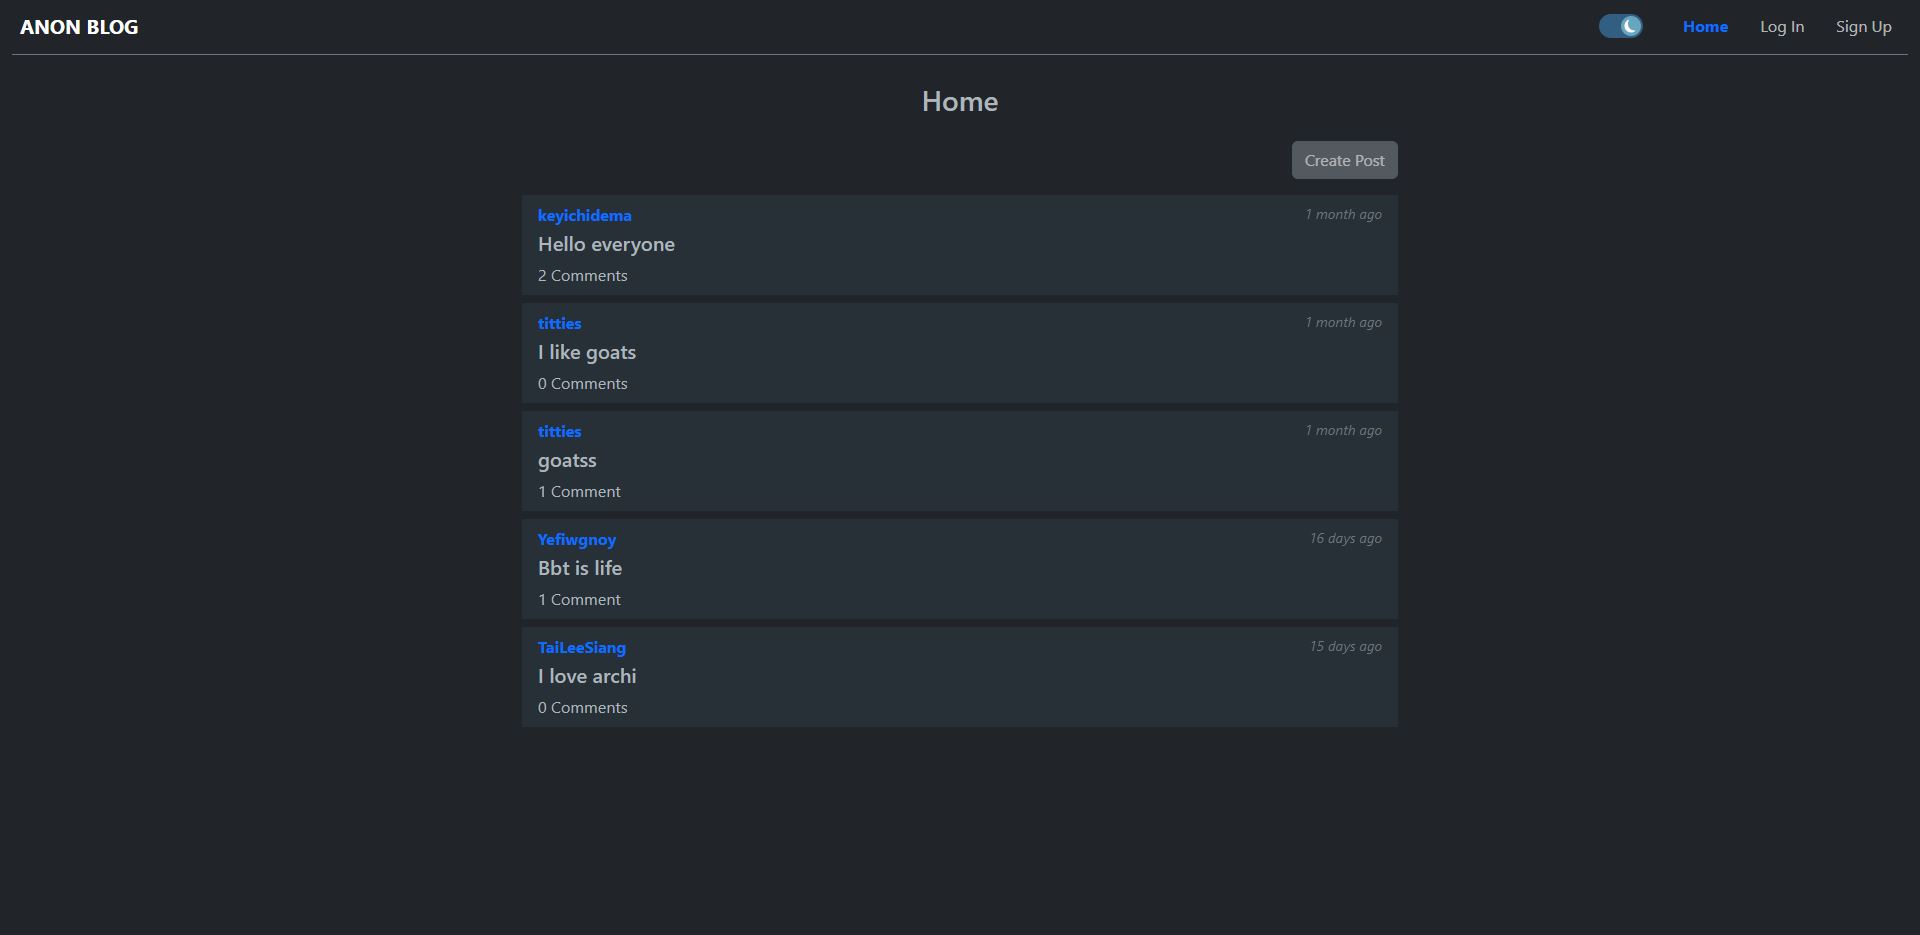 ANON BLOG
Home
Log In
Sign Up
Home
Create Post
keyichidema
1 month ago
Hello everyone
2 Comments
titties
1 month ago
I like goats
0 Comments
titties
1 month ago
goatss
1 Comment
Yefiwgnoy
16 days ago
Bbt is life
1 Comment
TaiLeeSiang
15 days ago
I love archi
0 Comments